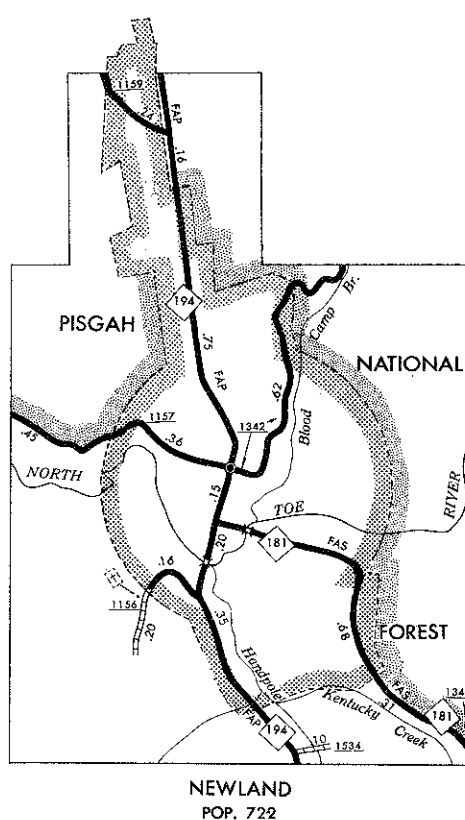 1159
FAP
.16
194
PISGAH
Camp Br.
.75
NATIONAL
FAP
.62
1157
1342
Blood
.45
.36
NORTH
.15
TOE
RIVER
.20
181
FAS
.16
1156
.20
.35
.68
FOREST
Handpole
Kentucky
Creek
FAS
.31
134
181
FAP
194
.10
1534
NEWLAND
POP. 722